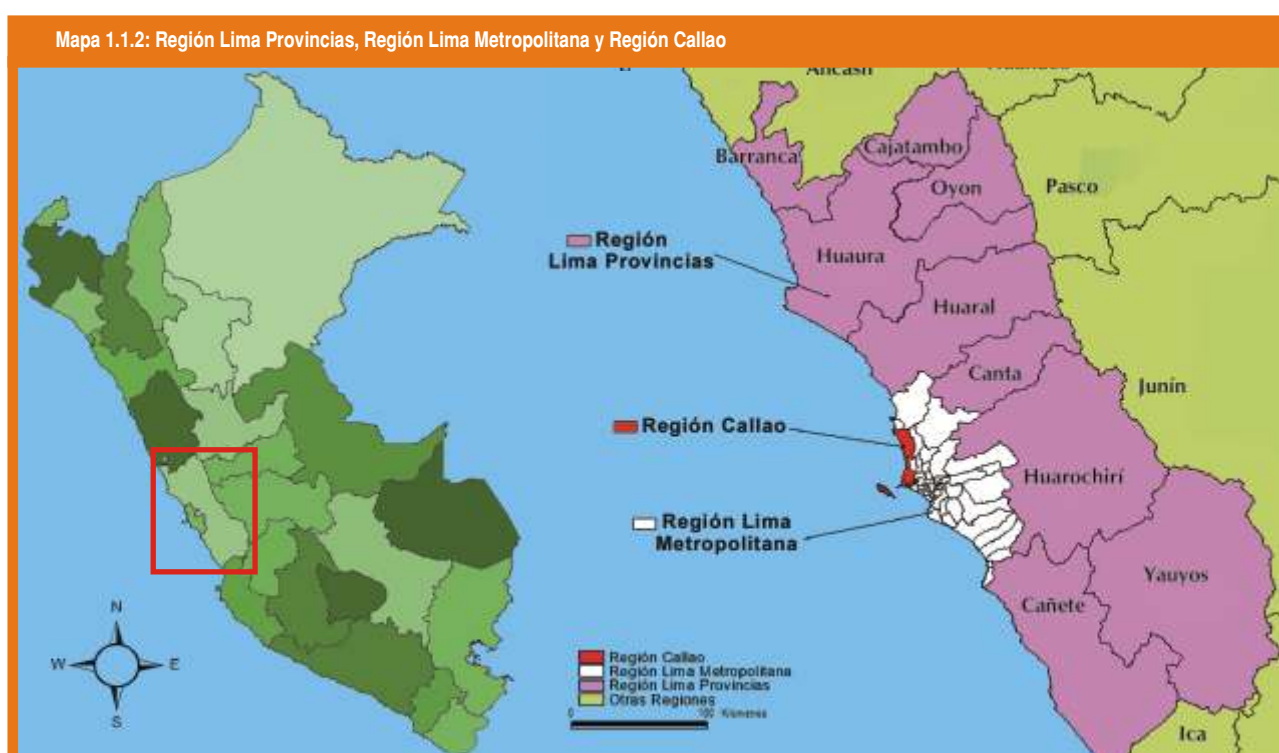 Mapa 1.1.2: Región Lima Provincias, Región Lima Metropolitana y Región Callao
Ancash
Barranca
Cajatambo
Oyon
Pasco
Región
Lima Provincias
Huaura
Huaral
Canta
Junín
Región Callao
Huarochirí
Región Lima
Metropolitana
Yauyos
Cañete
N
W
E
S
Región Callao
Región Lima Metropolitana
Región Lima Provincias
Otras Regiones
0
Ica